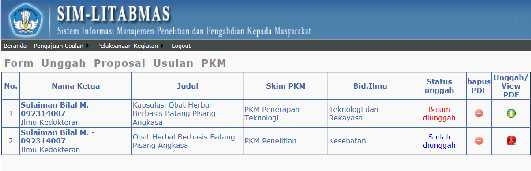 SIM-LITABMAS
Sistem Informasi Manajemen Penelitian dan Pengabdian Kepada Masyarakat
Beranda Pengajuan Usulan Pelaksanaan Kegiatan Logout
Form Unggah Proposal Usulan PKM
No. Nama Ketua Judul Skim PKM Bid.Ilmu Status unggah Hapus PDF Unggah/ View PDF
1 Sulaiman Bilal M. -
092314007
Ilmu Kedokteran
Kapsulasi Obat Herbal
Berbasis Batang Pisang
Angkasa
PKM Penerapan
Teknologi
Teknologi dan
Rekayasa
Belum
diunggah
2 Sulaiman Bilal M. -
092314007
Ilmu Kedokteran
Obat Herbal Berbasis Batang
Pisang Angkasa
PKM Penelitian
Kesehatan
Sudah
diunggah